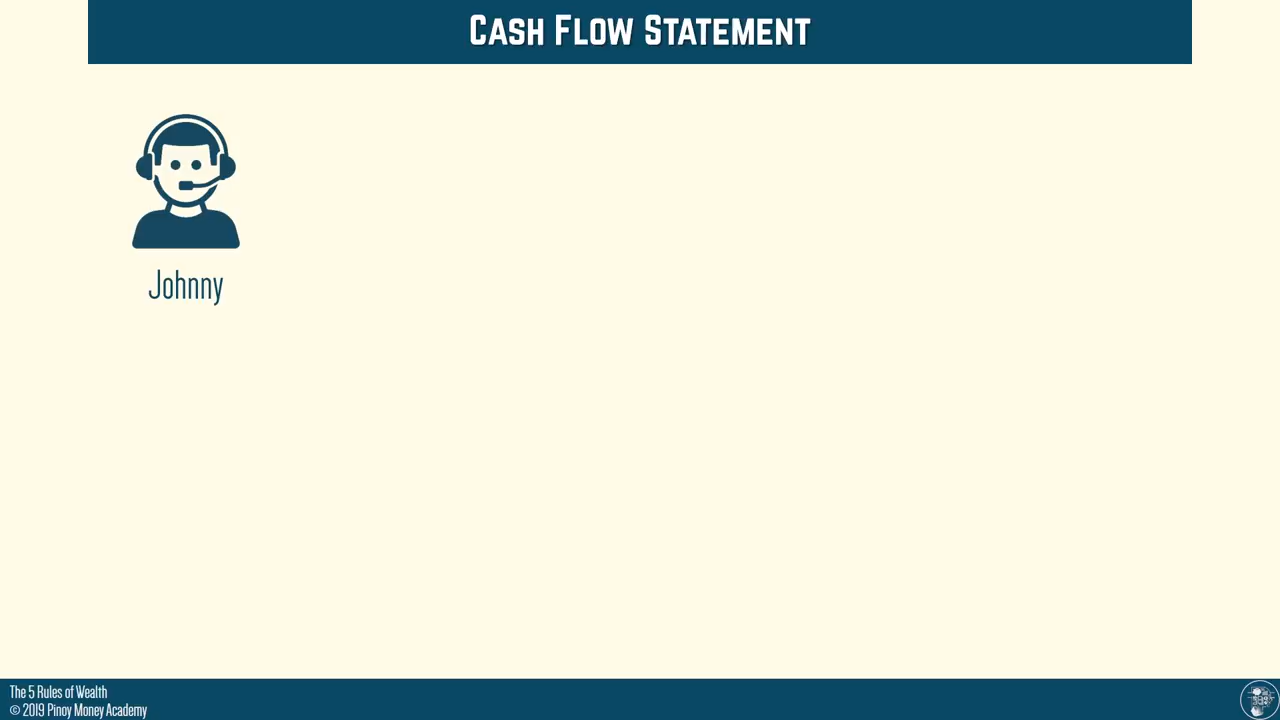 Cash Flow Statement
Johnny
The 5 Rules of Wealth
© 2019 Pinoy Money Academy